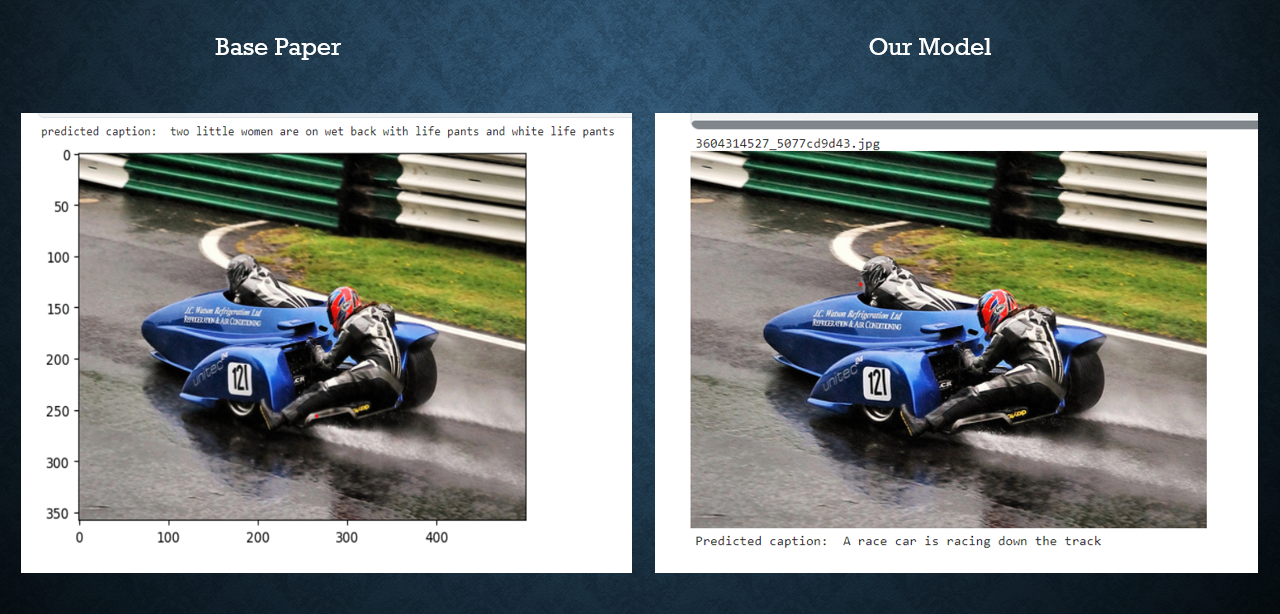 Base Paper
Our Model
predicted caption:  two little women are on wet back with life pants and white life pants
0
50
100
150
200
250
300
350
0 100 200 300 400
J.C. Watson Refrigeration Ltd
REFRIGERATION & AIR CONDITIONING
united
121
3604314527_5077cd9d43.jpg
J.C. Watson Refrigeration Ltd
REFRIGERATION & AIR CONDITIONING
united
121
Predicted caption:  A race car is racing down the track